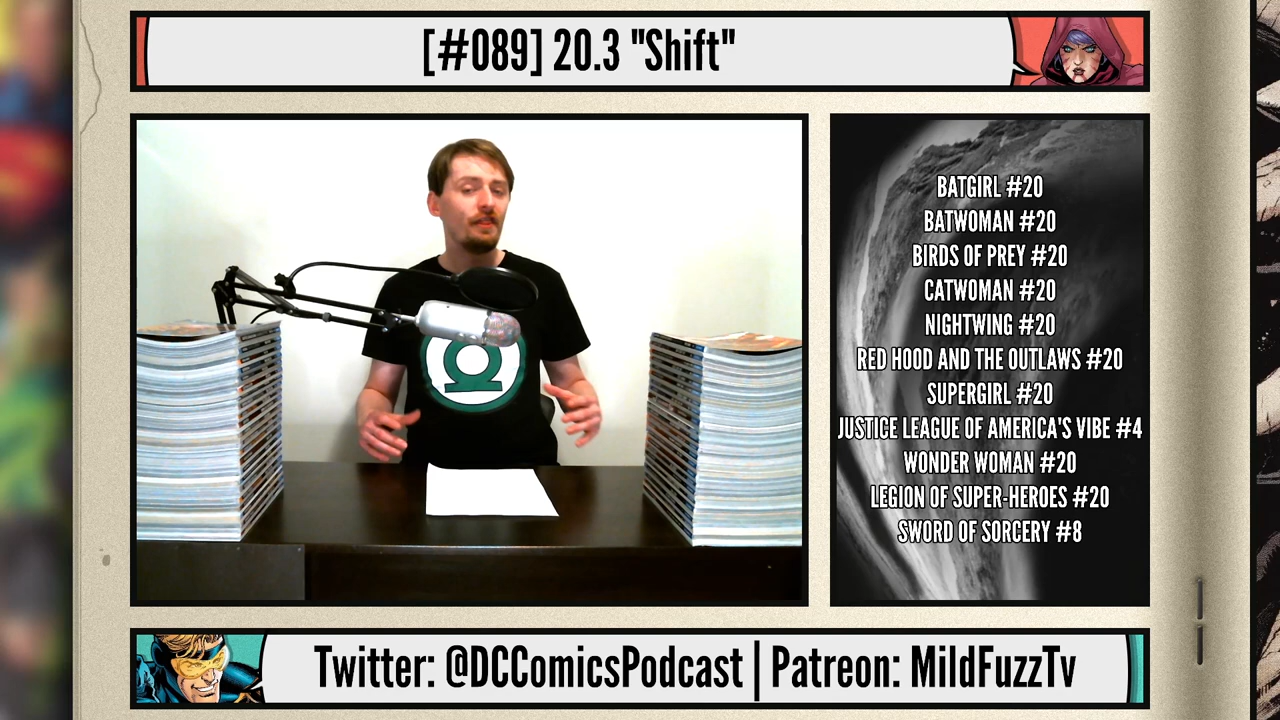 [#089] 20.3 "Shift"
BATGIRL #20
BATWOMAN #20
BIRDS OF PREY #20
CATWOMAN #20
NIGHTWING #20
RED HOOD AND THE OUTLAWS #20
SUPERGIRL #20
JUSTICE LEAGUE OF AMERICA'S VIBE #4
WONDER WOMAN #20
LEGION OF SUPER-HEROES #20
SWORD OF SORCERY #8
Twitter: @DCComicsPodcast | Patreon: MildFuzzTv